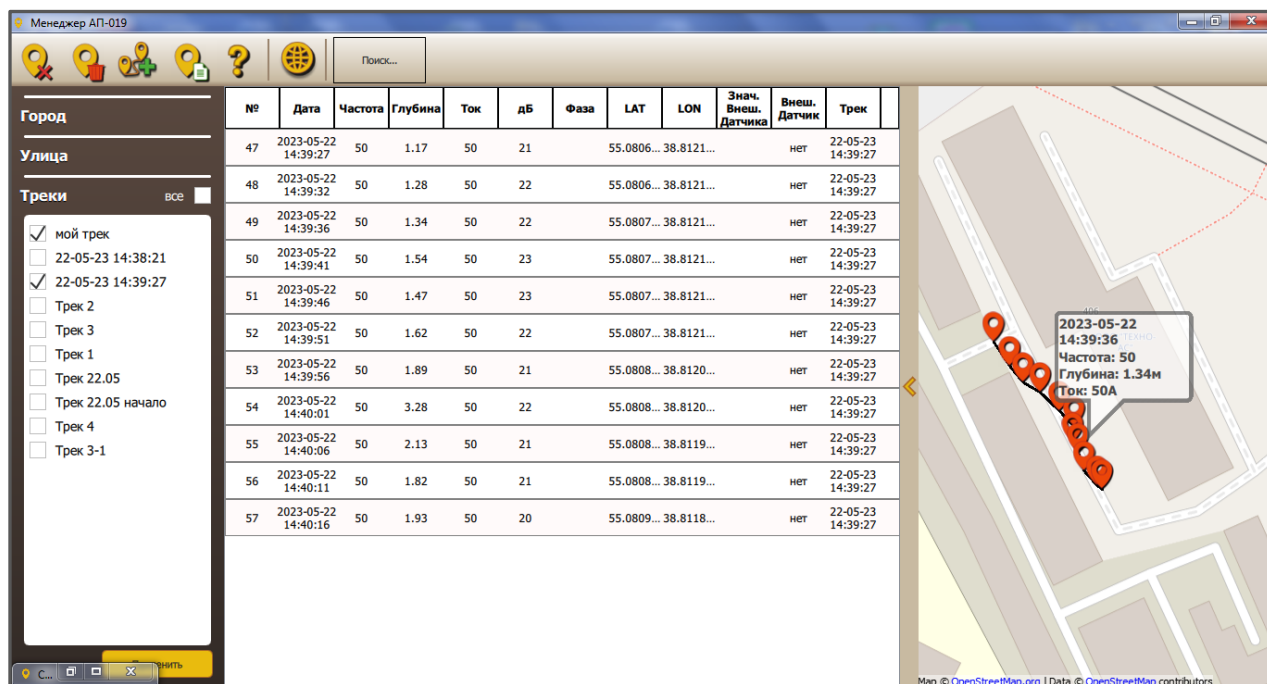 Менеджер АП-019
Поиск...
Город
Улица
Треки все
мой трек
22-05-23 14:38:21
22-05-23 14:39:27
Трек 2
Трек 3
Трек 1
Трек 22.05
Трек 22.05 начало
Трек 4
Трек 3-1
С...
№ Дата Частота Глубина Ток дБ Фаза LAT LON Знач. Внеш. Датчика Внеш. Датчик Трек
47 2023-05-22 14:39:27 50 1.17 50 21 55.0806... 38.8121... нет 22-05-23 14:39:27
48 2023-05-22 14:39:32 50 1.28 50 22 55.0806... 38.8121... нет 22-05-23 14:39:27
49 2023-05-22 14:39:36 50 1.34 50 22 55.0807... 38.8121... нет 22-05-23 14:39:27
50 2023-05-22 14:39:41 50 1.54 50 23 55.0807... 38.8121... нет 22-05-23 14:39:27
51 2023-05-22 14:39:46 50 1.47 50 23 55.0807... 38.8121... нет 22-05-23 14:39:27
52 2023-05-22 14:39:51 50 1.62 50 22 55.0807... 38.8121... нет 22-05-23 14:39:27
53 2023-05-22 14:39:56 50 1.89 50 21 55.0808... 38.8120... нет 22-05-23 14:39:27
54 2023-05-22 14:40:01 50 3.28 50 22 55.0808... 38.8120... нет 22-05-23 14:39:27
55 2023-05-22 14:40:06 50 2.13 50 21 55.0808... 38.8119... нет 22-05-23 14:39:27
56 2023-05-22 14:40:11 50 1.82 50 21 55.0808... 38.8119... нет 22-05-23 14:39:27
57 2023-05-22 14:40:16 50 1.93 50 20 55.0809... 38.8118... нет 22-05-23 14:39:27
2023-05-22
14:39:36
Частота: 50
Глубина: 1.34м
Ток: 50А
Map © OpenStreetMap.org | Data © OpenStreetMap contributors